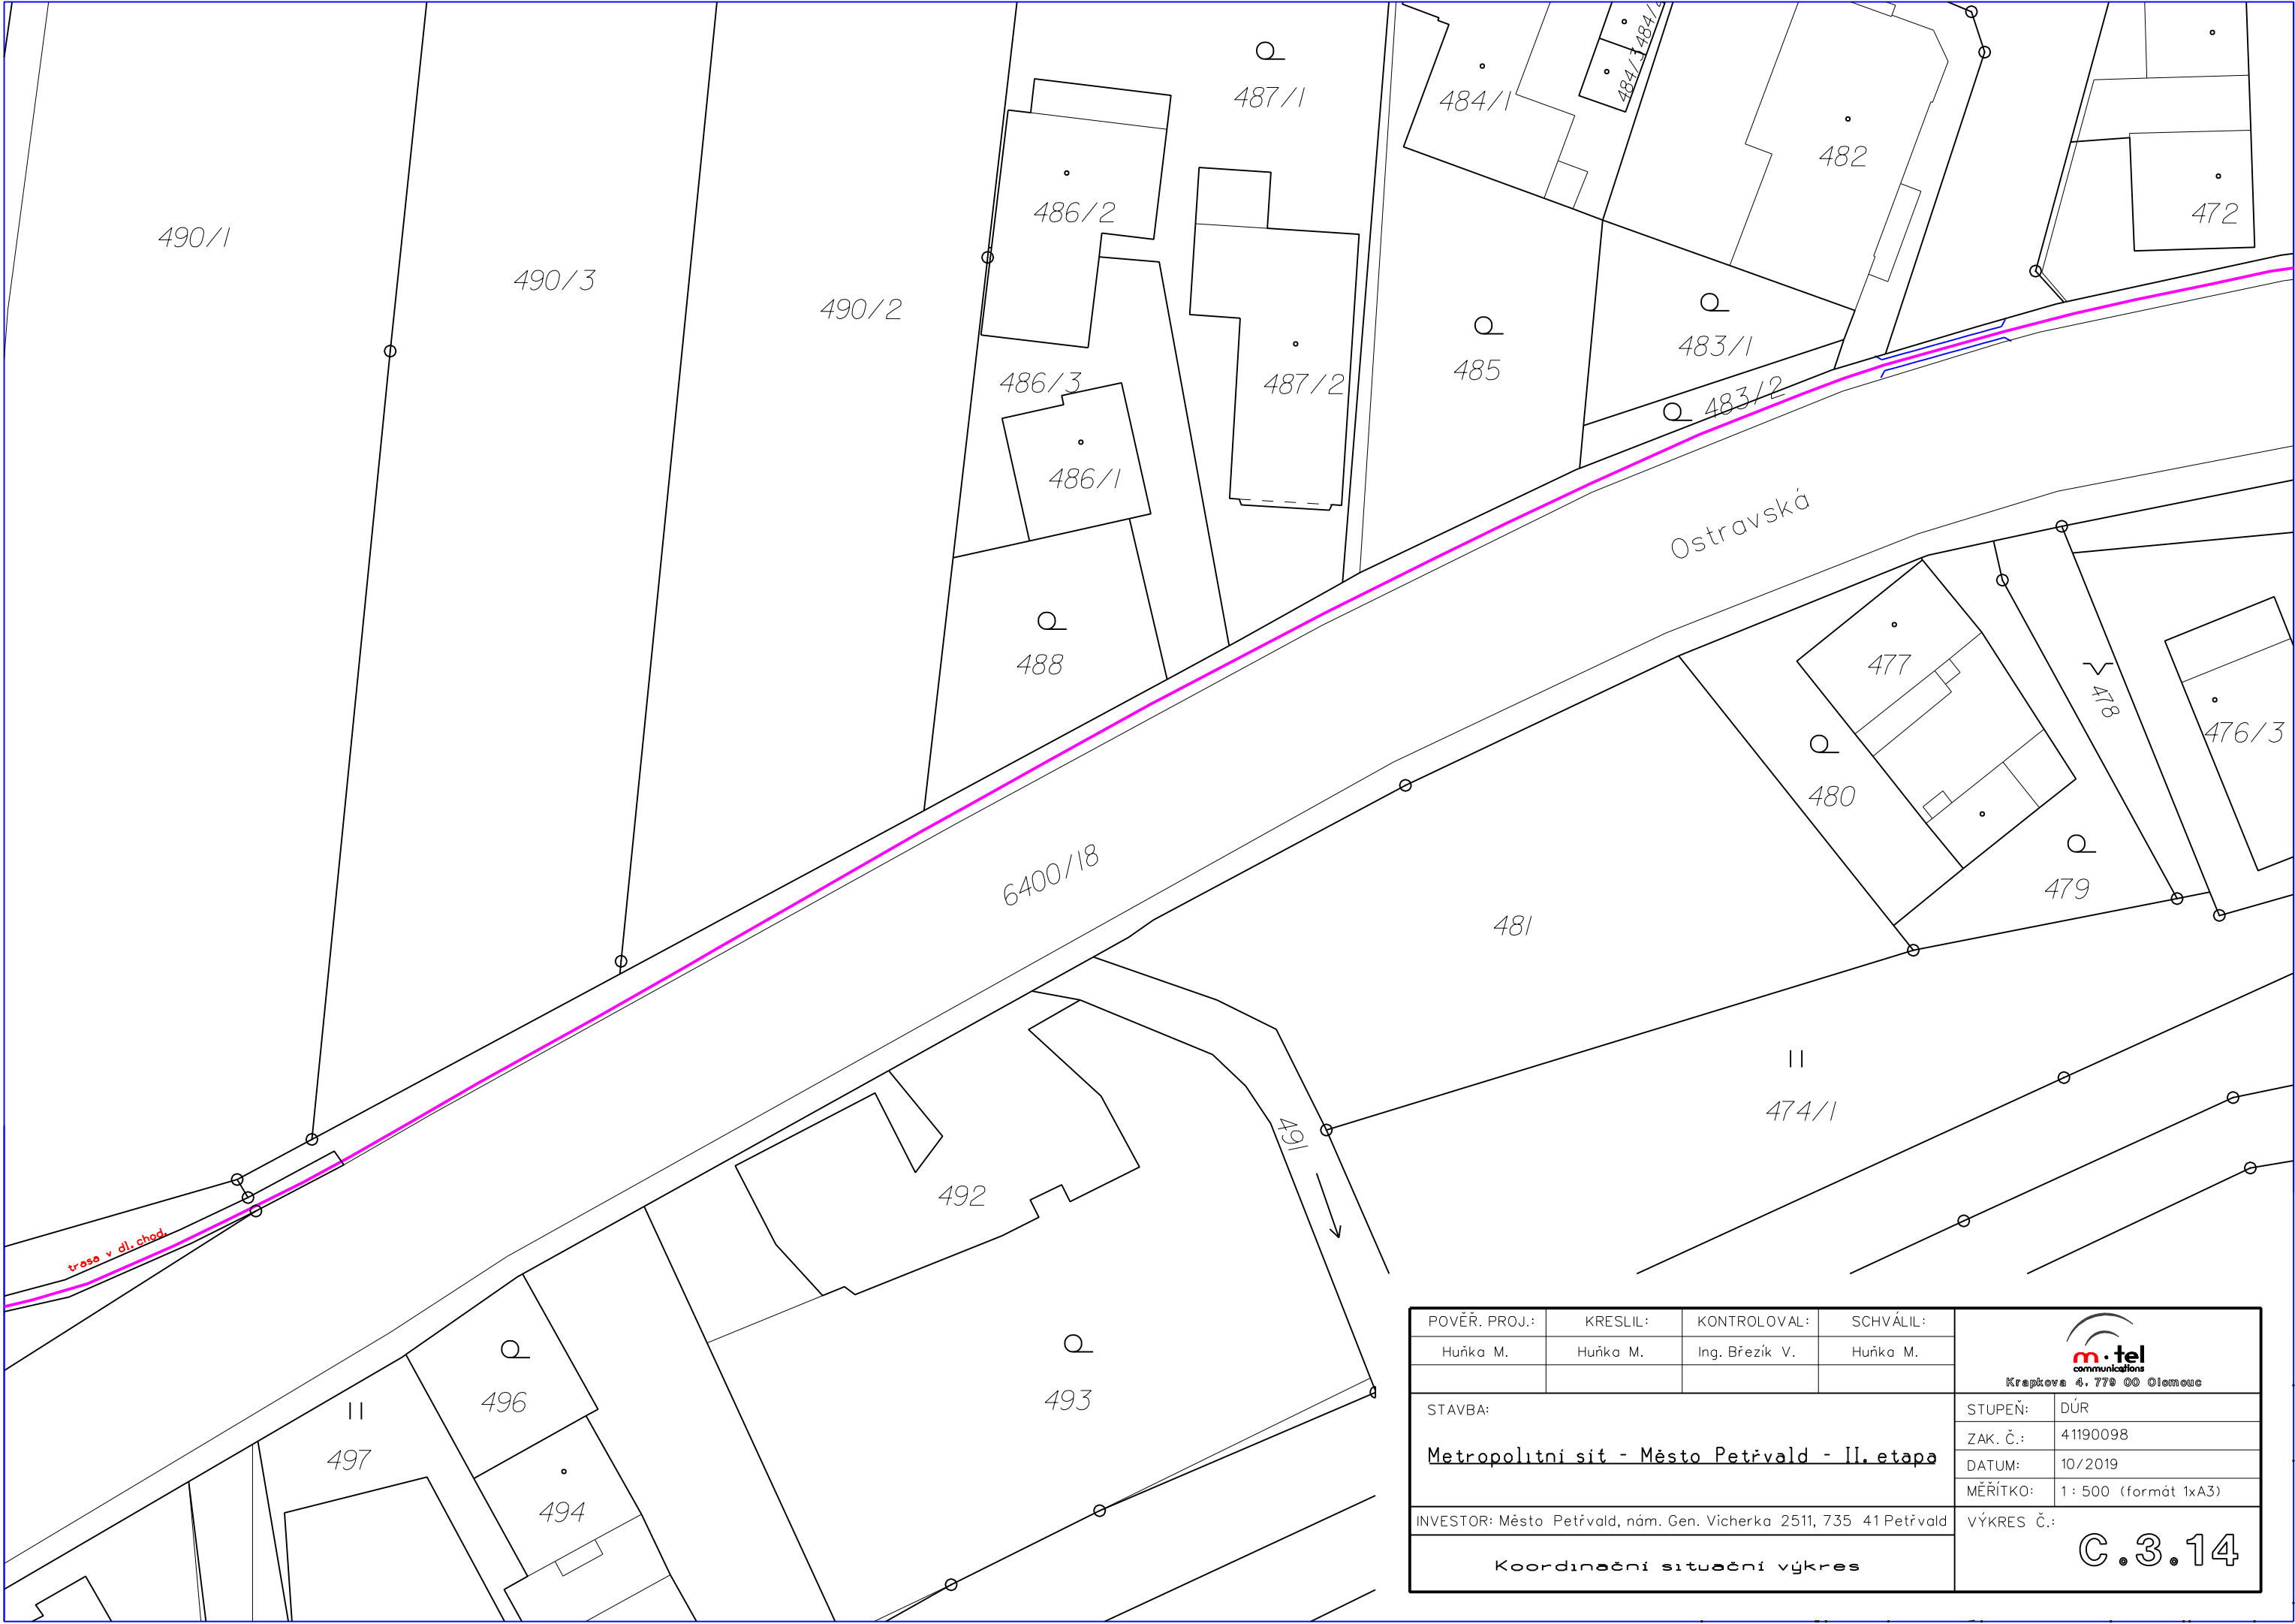 484/2
484/3
487/1
484/1
482
486/2
472
490/1
490/3
490/2
483/1
485
486/3
487/2
483/2
486/1
Ostravská
488
477
478
476/3
480
6400/18
479
481
474/1
491
492
trasa v dl. chod.
496
493
497
494
POVĚŘ. PROJ.: KRESLIL: KONTROLOVAL: SCHVÁLIL:
Huňka M. Huňka M. Ing. Březík V. Huňka M.
m·tel
communications
Krapkova 4, 779 00 Olomouc
STAVBA:
Metropolitní síť - Město Petřvald - II. etapa
STUPEŇ: DÚR
ZAK. Č.: 41190098
DATUM: 10/2019
MĚŘÍTKO: 1 : 500 (formát 1xA3)
INVESTOR: Město Petřvald, nám. Gen. Vicherka 2511, 735 41 Petřvald
VÝKRES Č.:
C.3.14
Koordinační situační výkres